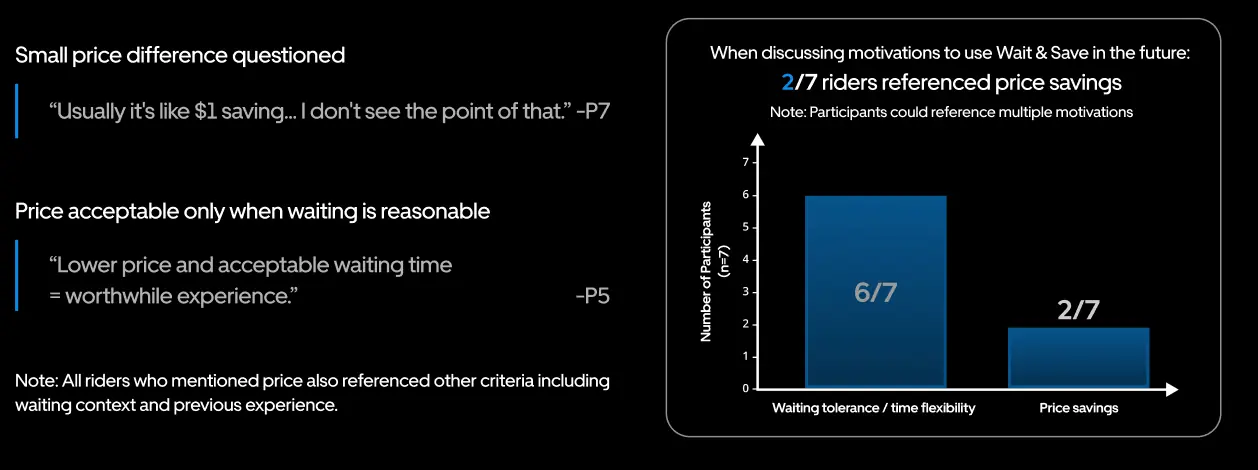 Small price difference questioned
“Usually it's like $1 saving... I don't see the point of that.” -P7
Price acceptable only when waiting is reasonable
“Lower price and acceptable waiting time
= worthwhile experience.”
-P5
Note: All riders who mentioned price also referenced other criteria including
waiting context and previous experience.
When discussing motivations to use Wait & Save in the future:
2/7 riders referenced price savings
Note: Participants could reference multiple motivations
Number of Participants
(n=7)
7
6
5
4
3
2
1
0
6/7
2/7
Waiting tolerance / time flexibility
Price savings